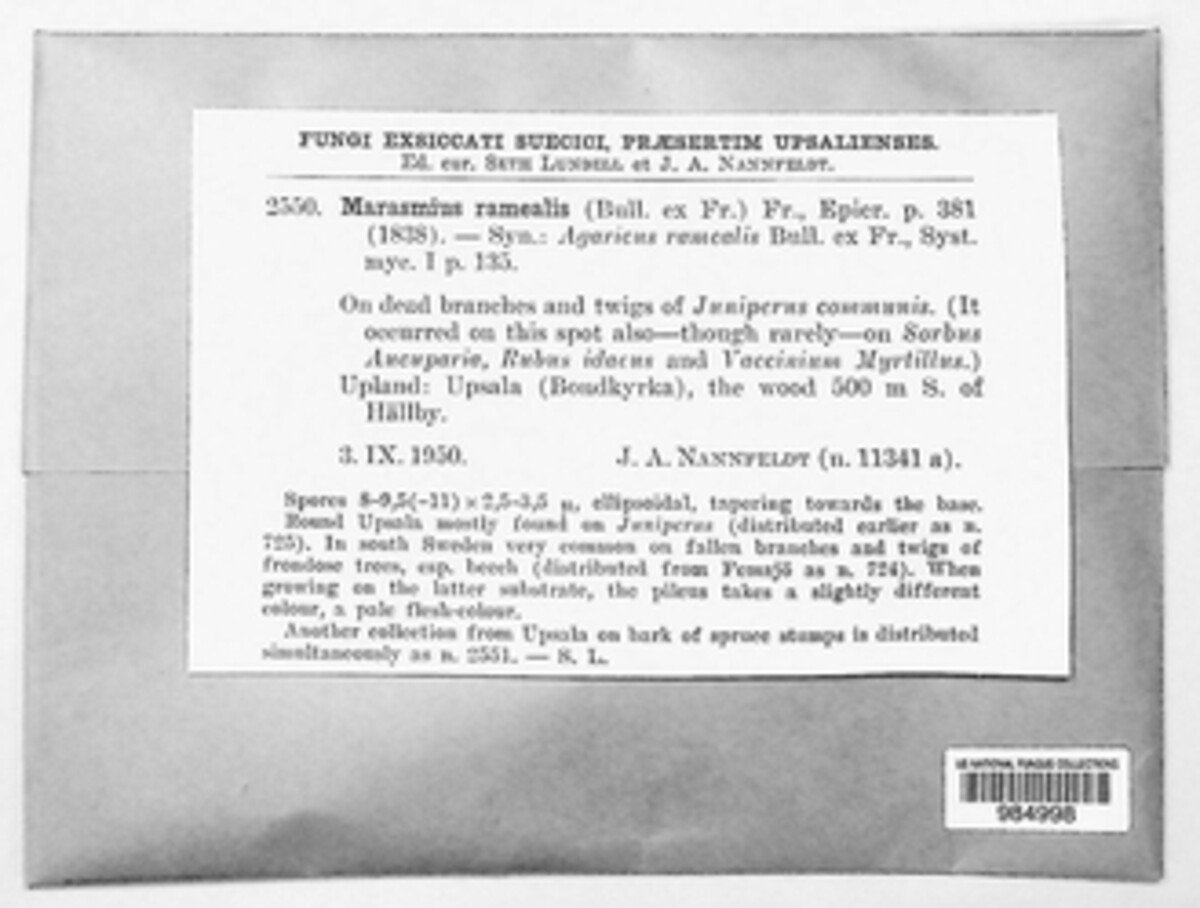 FUNGI EXSICCATI SUECICI, PRÆSERTIM UPSALIENSES.
Ed. cur. SETH LUNDELL et J. A. NANNFELDT.
2550. Marasmius ramealis (Bull. ex Fr.) Fr., Epicr. p. 381
(1838). — Syn.: Agaricus ramealis Bull. ex Fr., Syst.
myc. I p. 135.
On dead branches and twigs of Juniperus communis. (It
occurred on this spot also—though rarely—on Sorbus
Aucuparia, Rubus idaeus and Vaccinium Myrtillus.)
Upland: Upsala (Bondkyrka), the wood 500 m S. of
Hällby.
3. IX. 1950. J. A. NANNFELDT (n. 11341 a).
Spores 8-9,5(-11) × 2,5-3,5 μ, ellipsoidal, tapering towards the base.
Round Upsala mostly found on Juniperus (distributed earlier as n.
725). In south Sweden very common on fallen branches and twigs of
frondose trees, esp. beech (distributed from Femsjö as n. 724). When
growing on the latter substrate, the pileus takes a slightly different
colour, a pale flesh-colour.
Another collection from Upsala on bark of spruce stumps is distributed
simultaneously as n. 2551. — S. L.
US NATIONAL FUNGUS COLLECTIONS
984998